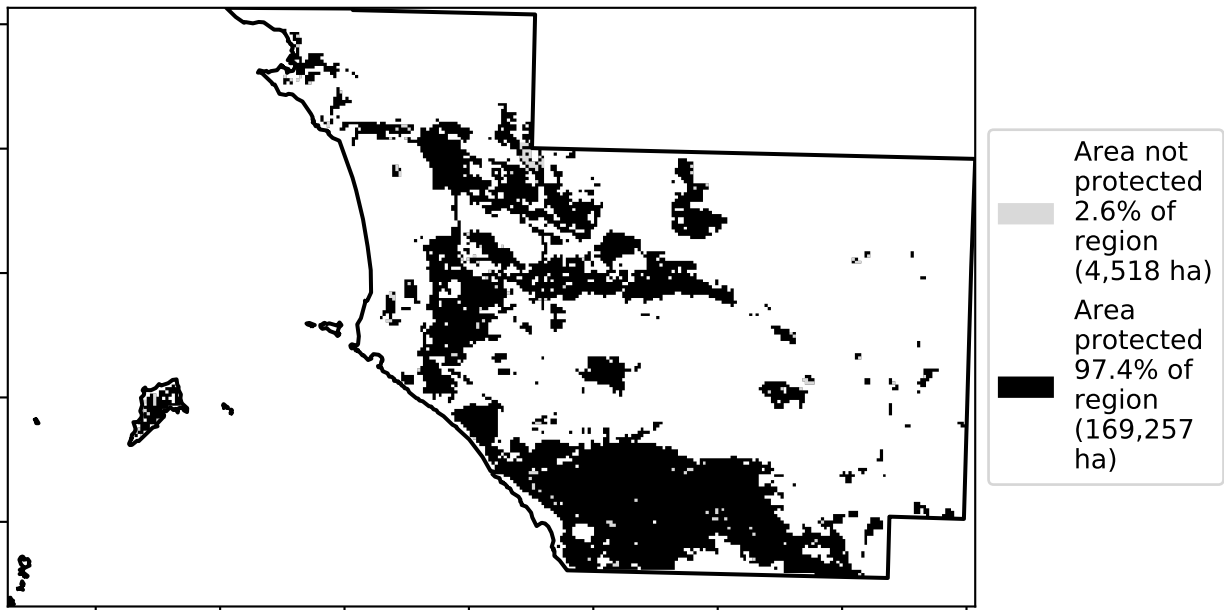 Area not
protected
2.6% of
region
(4,518 ha)
Area
protected
97.4% of
region
(169,257
ha)